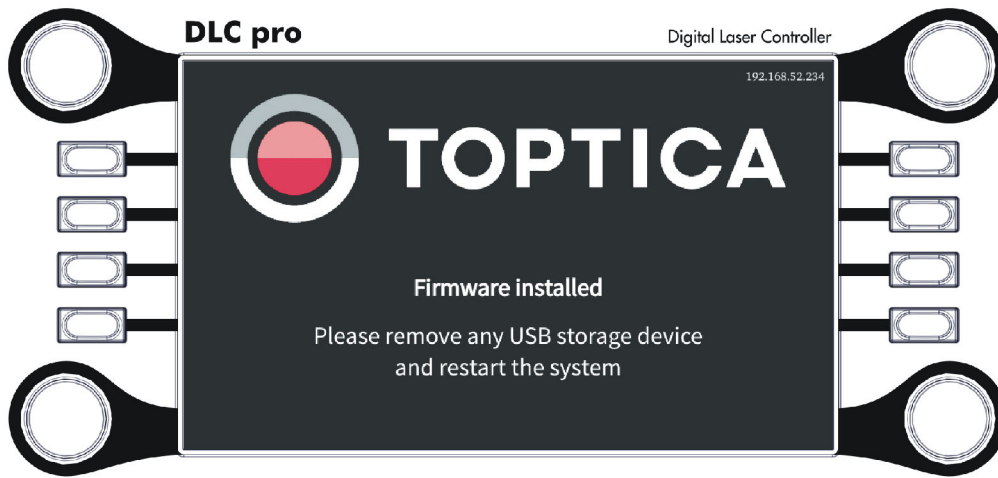 DLC pro
Digital Laser Controller
192.168.52.234
TOPTICA
Firmware installed
Please remove any USB storage device
and restart the system